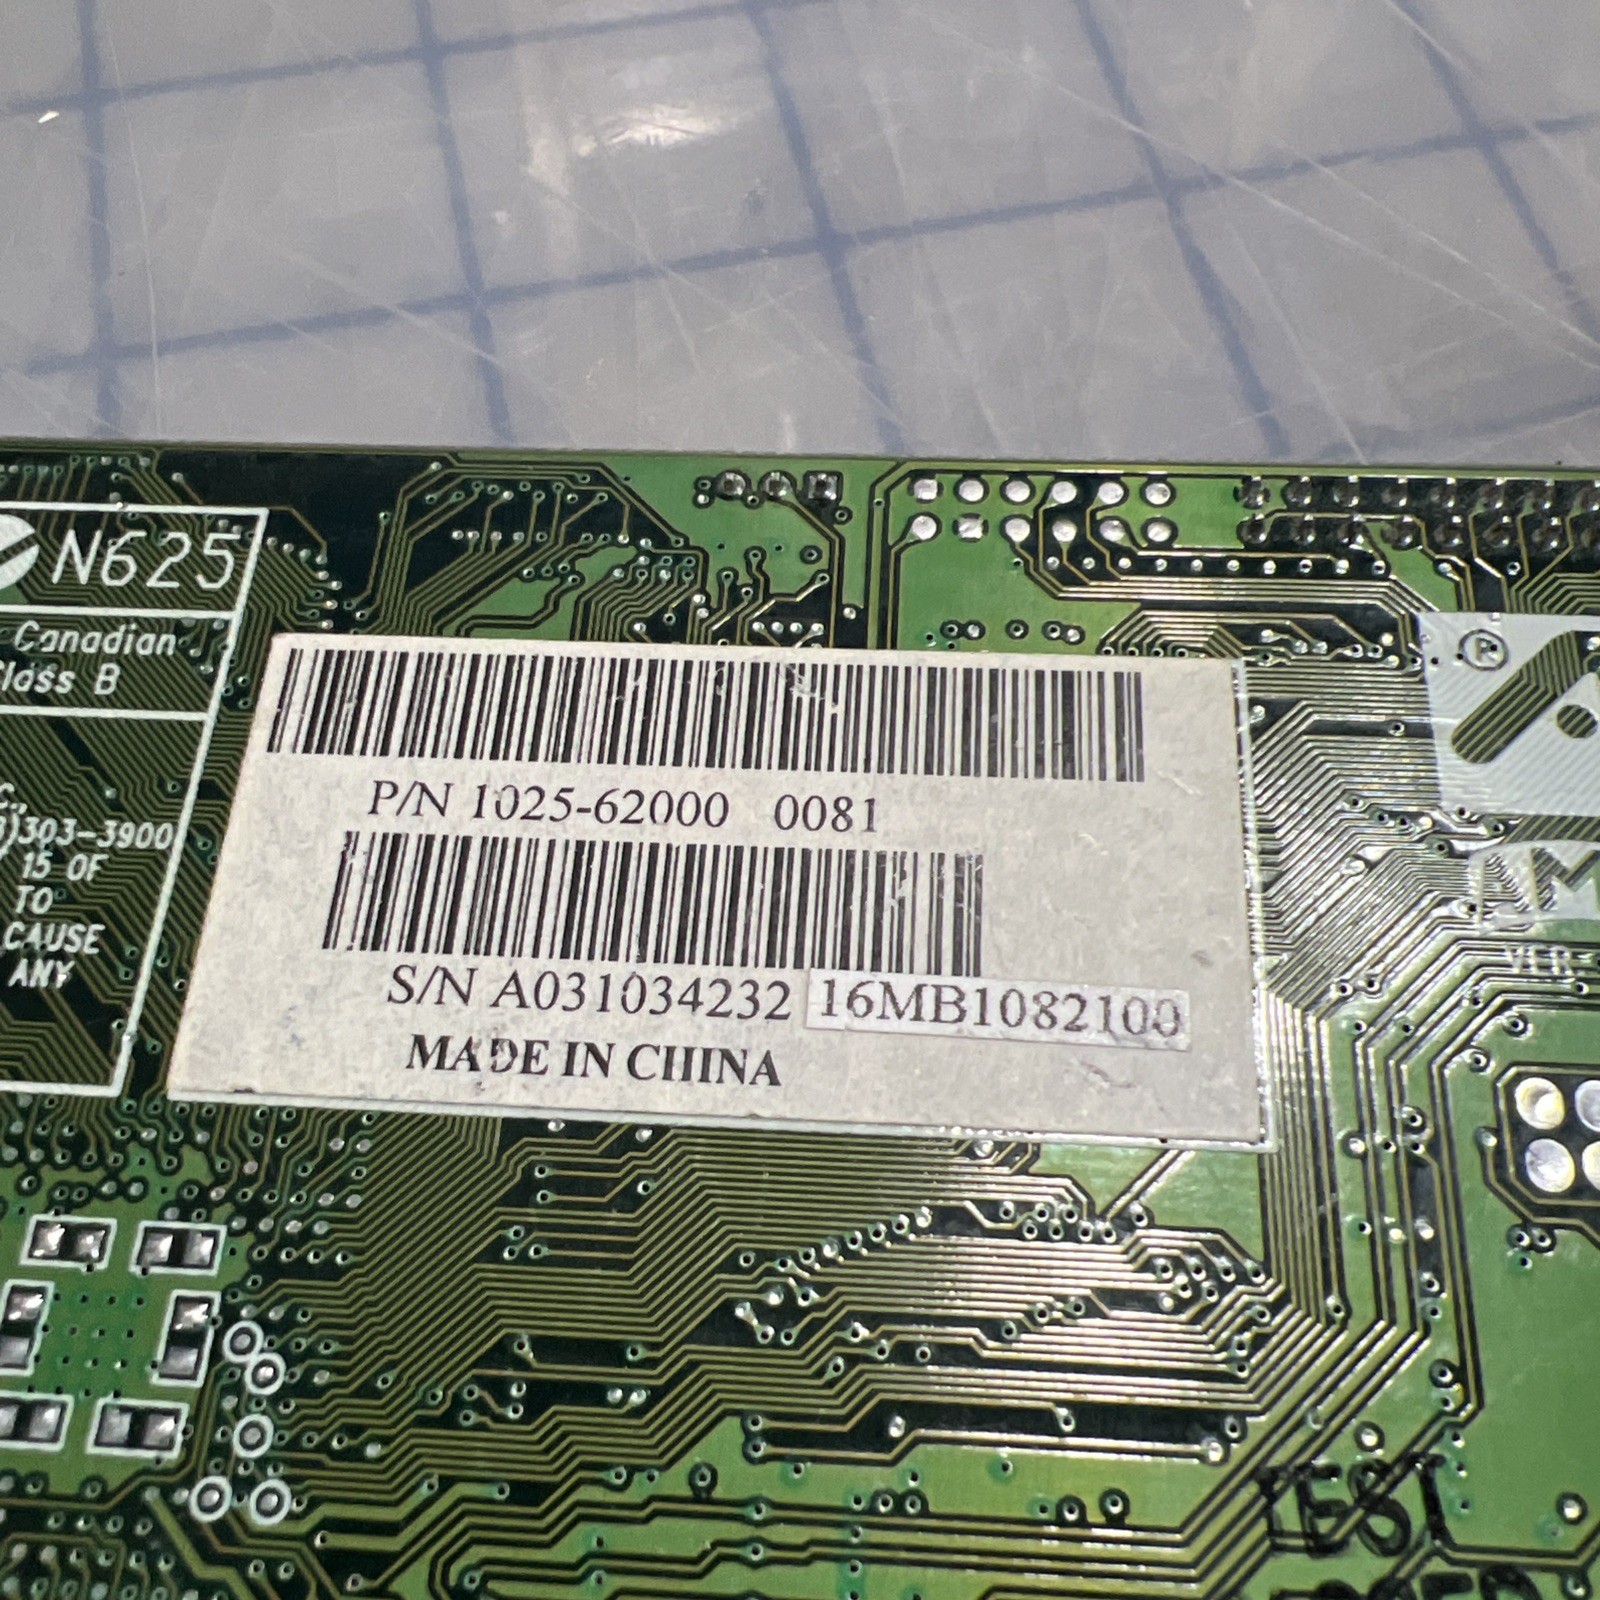 N625
Canadian
Class B
)303-3900
15 OF
TO
CAUSE
ANY
P/N 1025-62000 0081
S/N A031034232 16MB1082100
MADE IN CHINA
®
VER
TEST